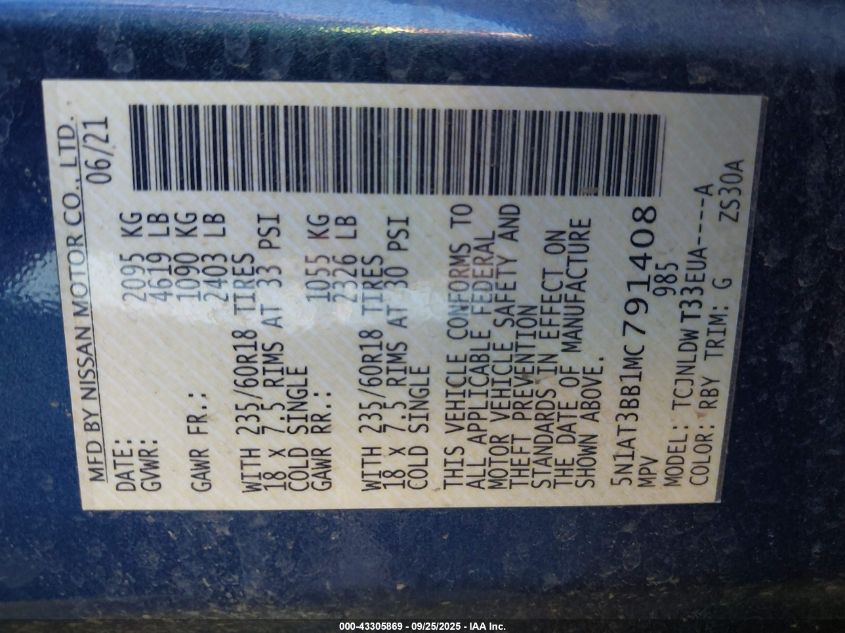 MFD BY NISSAN MOTOR CO., LTD.
DATE: 06/21
GVWR: 2095 KG
4619 LB
GAWR FR.: 1090 KG
2403 LB
WITH 235/60R18 TIRES
18 X 7.5 RIMS AT 33 PSI
COLD SINGLE
GAWR RR.: 1055 KG
2326 LB
WITH 235/60R18 TIRES
18 X 7.5 RIMS AT 30 PSI
COLD SINGLE
THIS VEHICLE CONFORMS TO
ALL APPLICABLE FEDERAL
MOTOR VEHICLE SAFETY AND
THEFT PREVENTION
STANDARDS IN EFFECT ON
THE DATE OF MANUFACTURE
SHOWN ABOVE.
5N1AT3BB1MC791408
MPV 985
MODEL: TCJNLDWT33EUA----A
COLOR: RBY TRIM: G ZS30A
000-43305869 - 09/25/2025 - IAA Inc.